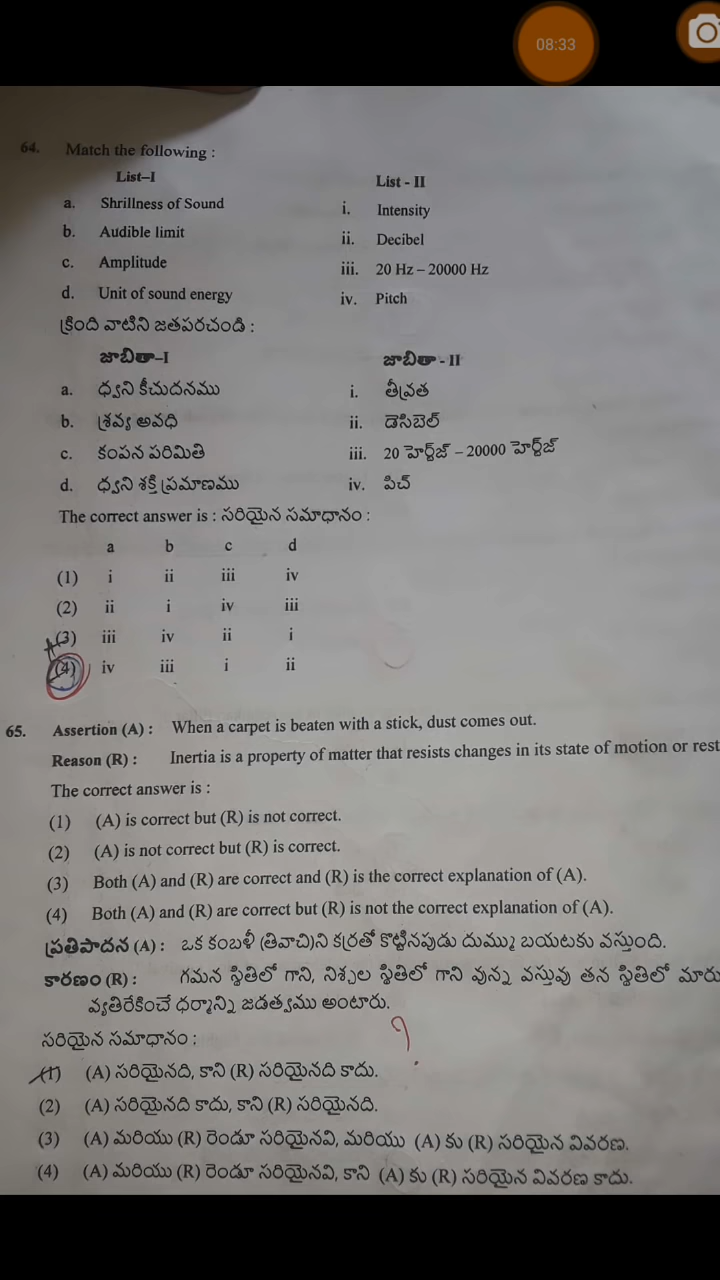 08:33
64. Match the following :
List–I List - II
a. Shrillness of Sound i. Intensity
b. Audible limit ii. Decibel
c. Amplitude iii. 20 Hz – 20000 Hz
d. Unit of sound energy iv. Pitch
క్రింది వాటిని జతపరచండి :
జాబితా–I జాబితా - II
a. ధ్వని కీచుదనము i. తీవ్రత
b. శ్రవ్య అవధి ii. డెసిబెల్
c. కంపన పరిమితి iii. 20 హెర్ట్జ్ – 20000 హెర్ట్జ్
d. ధ్వని శక్తి ప్రమాణము iv. పిచ్
The correct answer is : సరియైన సమాధానం :
a b c d
(1) i ii iii iv
(2) ii i iv iii
(3) iii iv ii i
(4) iv iii i ii
65. Assertion (A) : When a carpet is beaten with a stick, dust comes out.
Reason (R) : Inertia is a property of matter that resists changes in its state of motion or rest
The correct answer is :
(1) (A) is correct but (R) is not correct.
(2) (A) is not correct but (R) is correct.
(3) Both (A) and (R) are correct and (R) is the correct explanation of (A).
(4) Both (A) and (R) are correct but (R) is not the correct explanation of (A).
ప్రతిపాదన (A) : ఒక కంబళీ (తివాచి)ని కర్రతో కొట్టినపుడు దుమ్ము బయటకు వస్తుంది.
కారణం (R) : గమన స్థితిలో గాని, నిశ్చల స్థితిలో గాని వున్న వస్తువు తన స్థితిలో మారు
వ్యతిరేకించే ధర్మాన్ని జడత్వము అంటారు.
సరియైన సమాధానం :
(1) (A) సరియైనది, కాని (R) సరియైనది కాదు.
(2) (A) సరియైనది కాదు, కాని (R) సరియైనది.
(3) (A) మరియు (R) రెండూ సరియైనవి, మరియు (A) కు (R) సరియైన వివరణ.
(4) (A) మరియు (R) రెండూ సరియైనవి, కాని (A) కు (R) సరియైన వివరణ కాదు.